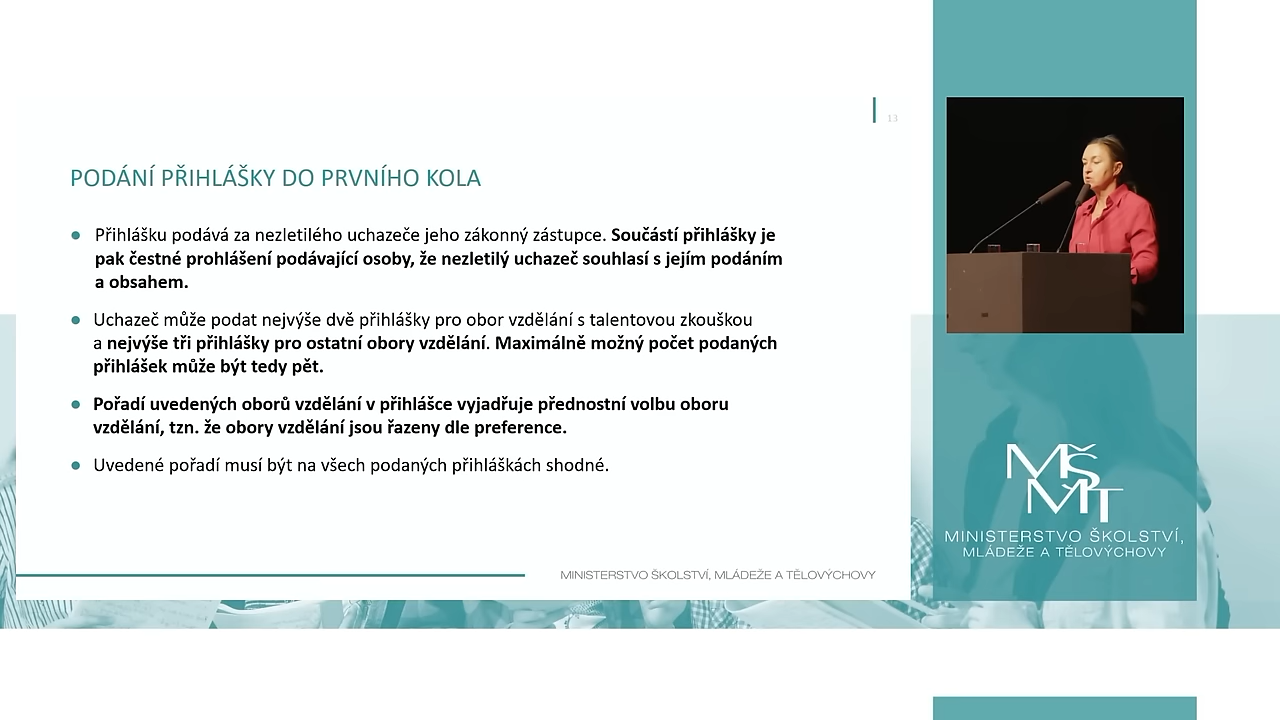 13
PODÁNÍ PŘIHLÁŠKY DO PRVNÍHO KOLA
● Přihlášku podává za nezletilého uchazeče jeho zákonný zástupce. Součástí přihlášky je
pak čestné prohlášení podávající osoby, že nezletilý uchazeč souhlasí s jejím podáním
a obsahem.
● Uchazeč může podat nejvýše dvě přihlášky pro obor vzdělání s talentovou zkouškou
a nejvýše tři přihlášky pro ostatní obory vzdělání. Maximálně možný počet podaných
přihlášek může být tedy pět.
● Pořadí uvedených oborů vzdělání v přihlášce vyjadřuje přednostní volbu oboru
vzdělání, tzn. že obory vzdělání jsou řazeny dle preference.
● Uvedené pořadí musí být na všech podaných přihláškách shodné.
MINISTERSTVO ŠKOLSTVÍ, MLÁDEŽE A TĚLOVÝCHOVY
MŠ
MT
MINISTERSTVO ŠKOLSTVÍ,
MLÁDEŽE A TĚLOVÝCHOVY